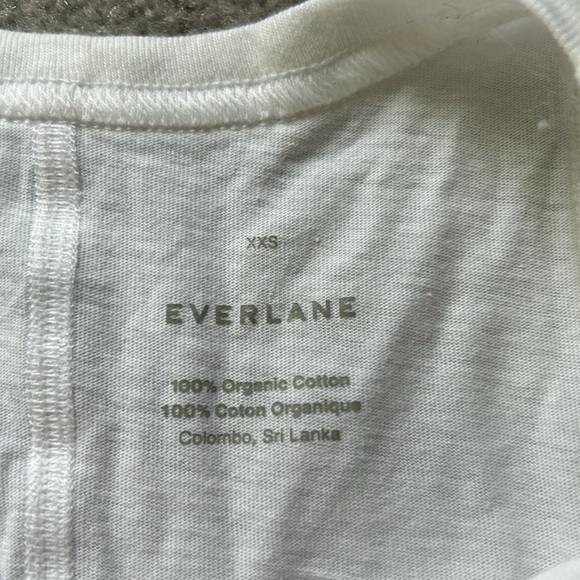 XXS
EVERLANE
100% Organic Cotton
100% Coton Organique
Colombo, Sri Lanka